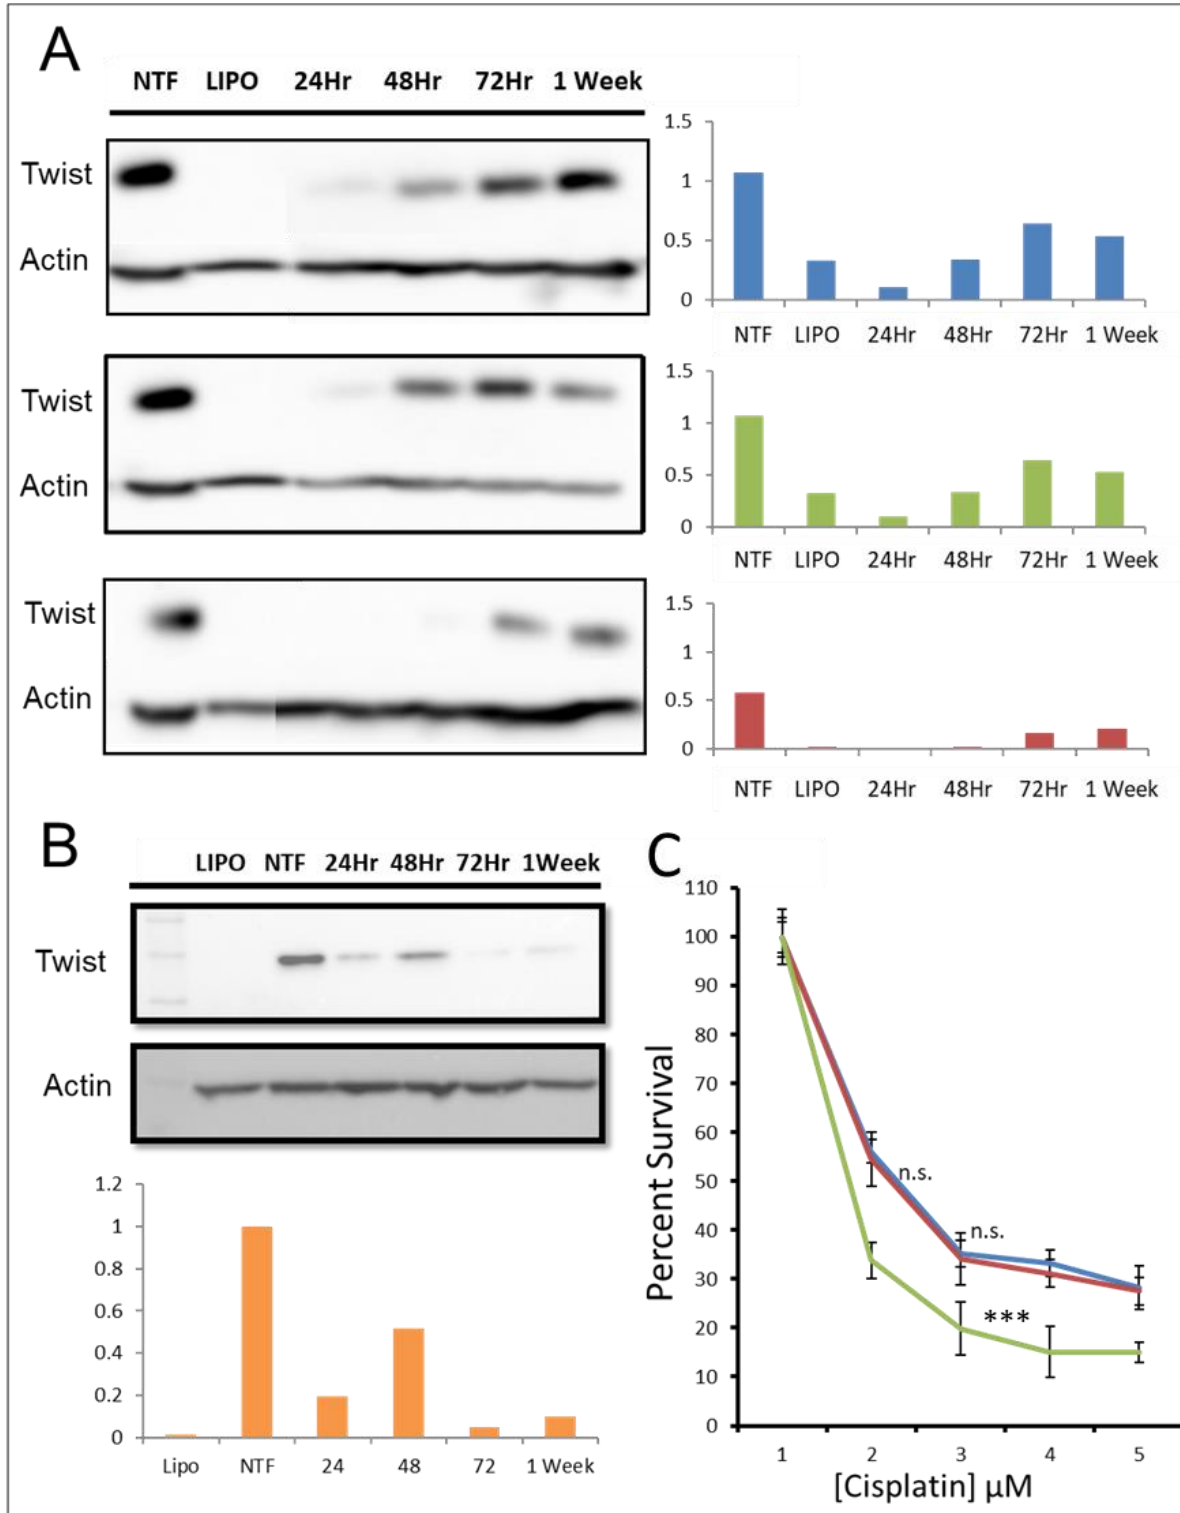 A
NTF LIPO 24Hr 48Hr 72Hr 1 Week
Twist
Actin
1.5
1
0.5
0
NTF LIPO 24Hr 48Hr 72Hr 1 Week
Twist
Actin
1.5
1
0.5
0
NTF LIPO 24Hr 48Hr 72Hr 1 Week
Twist
Actin
1.5
1
0.5
0
NTF LIPO 24Hr 48Hr 72Hr 1 Week
B
LIPO NTF 24Hr 48Hr 72Hr 1Week
Twist
Actin
1.2
1
0.8
0.6
0.4
0.2
0
Lipo NTF 24 48 72 1 Week
C
Percent Survival
110
100
90
80
70
60
50
40
30
20
10
0
n.s.
n.s.
***
1 2 3 4 5
[Cisplatin] μM